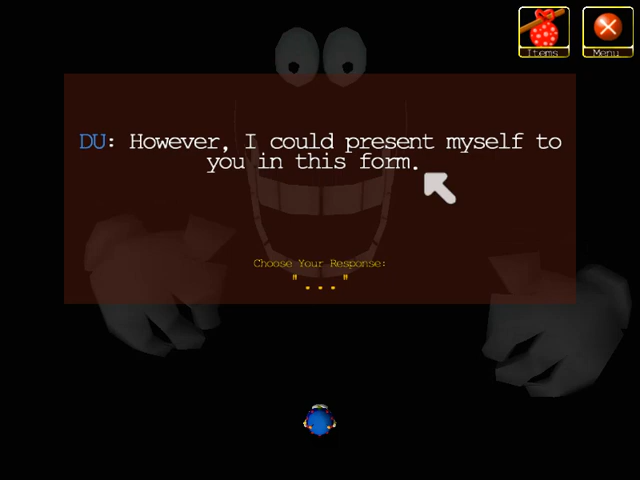 Items
Menu
DU: However, I could present myself to
you in this form.
Choose Your Response:
"..."